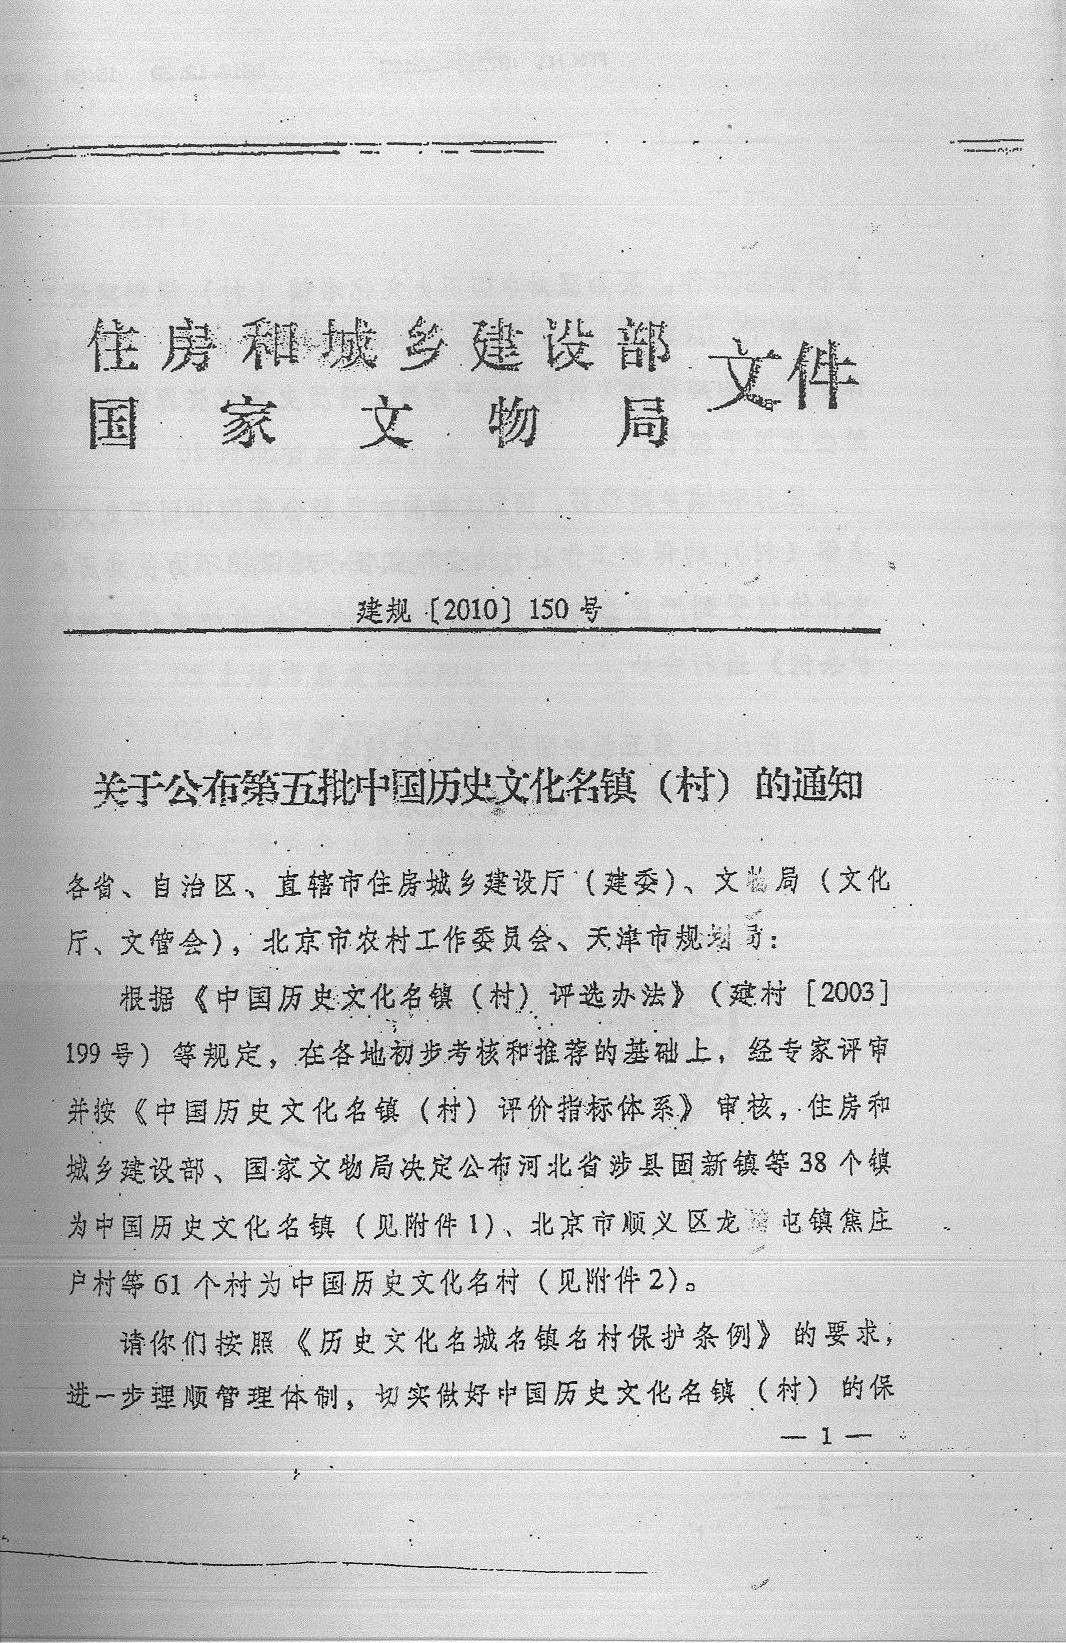 住房和城乡建设部
国家文物局
文件
建规〔2010〕150号
关于公布第五批中国历史文化名镇（村）的通知
各省、自治区、直辖市住房城乡建设厅（建委）、文物局（文化
厅、文管会），北京市农村工作委员会、天津市规划局：
根据《中国历史文化名镇（村）评选办法》（建村［2003］
199号）等规定，在各地初步考核和推荐的基础上，经专家评审
并按《中国历史文化名镇（村）评价指标体系》审核，住房和
城乡建设部、国家文物局决定公布河北省涉县固新镇等38个镇
为中国历史文化名镇（见附件1）、北京市顺义区龙屯镇焦庄
户村等61个村为中国历史文化名村（见附件2）。
请你们按照《历史文化名城名镇名村保护条例》的要求，
进一步理顺管理体制，切实做好中国历史文化名镇（村）的保
—1—